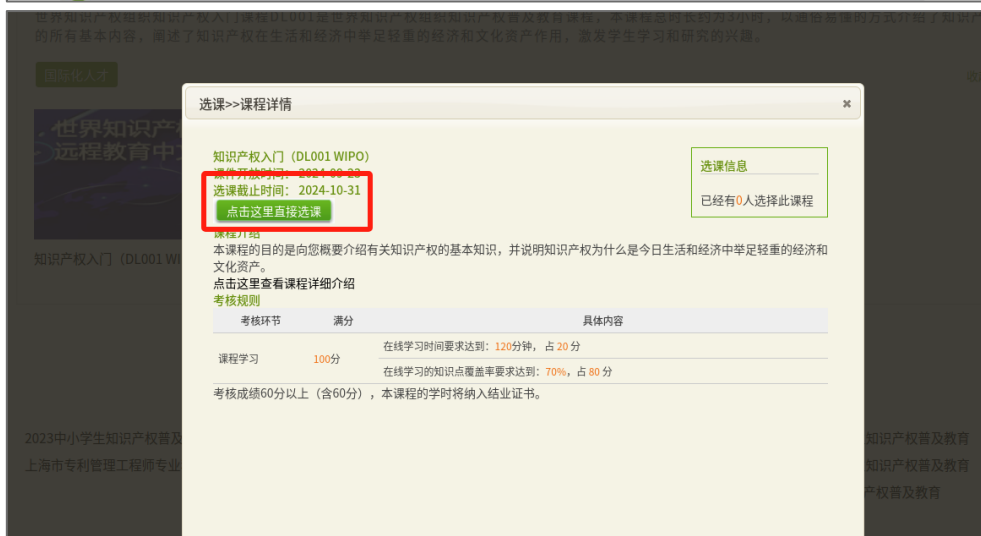 世界知识产权组织知识产权入门课程DL001是世界知识产权组织知识产权普及教育课程，本课程总时长约为3小时，以通俗易懂的方式介绍了知识产
的所有基本内容，阐述了知识产权在生活和经济中举足轻重的经济和文化资产作用，激发学生学习和研究的兴趣。
国际化人才
选课>>课程详情
世界知识产
远程教育中
知识产权入门（DL001 WIPO）
课件开放时间： 2024-09-23
选课截止时间： 2024-10-31
点击这里直接选课
选课信息
已经有0人选择此课程
课程介绍
本课程的目的是向您概要介绍有关知识产权的基本知识，并说明知识产权为什么是今日生活和经济中举足轻重的经济和
文化资产。
知识产权入门（DL001 WI
点击这里查看课程详细介绍
考核规则
考核环节 满分 具体内容
课程学习 100分
在线学习时间要求达到：120分钟， 占 20 分
在线学习的知识点覆盖率要求达到：70%，占 80 分
考核成绩60分以上（含60分），本课程的学时将纳入结业证书。
2023中小学生知识产权普及
知识产权普及教育
上海市专利管理工程师专业
知识产权普及教育
产权普及教育